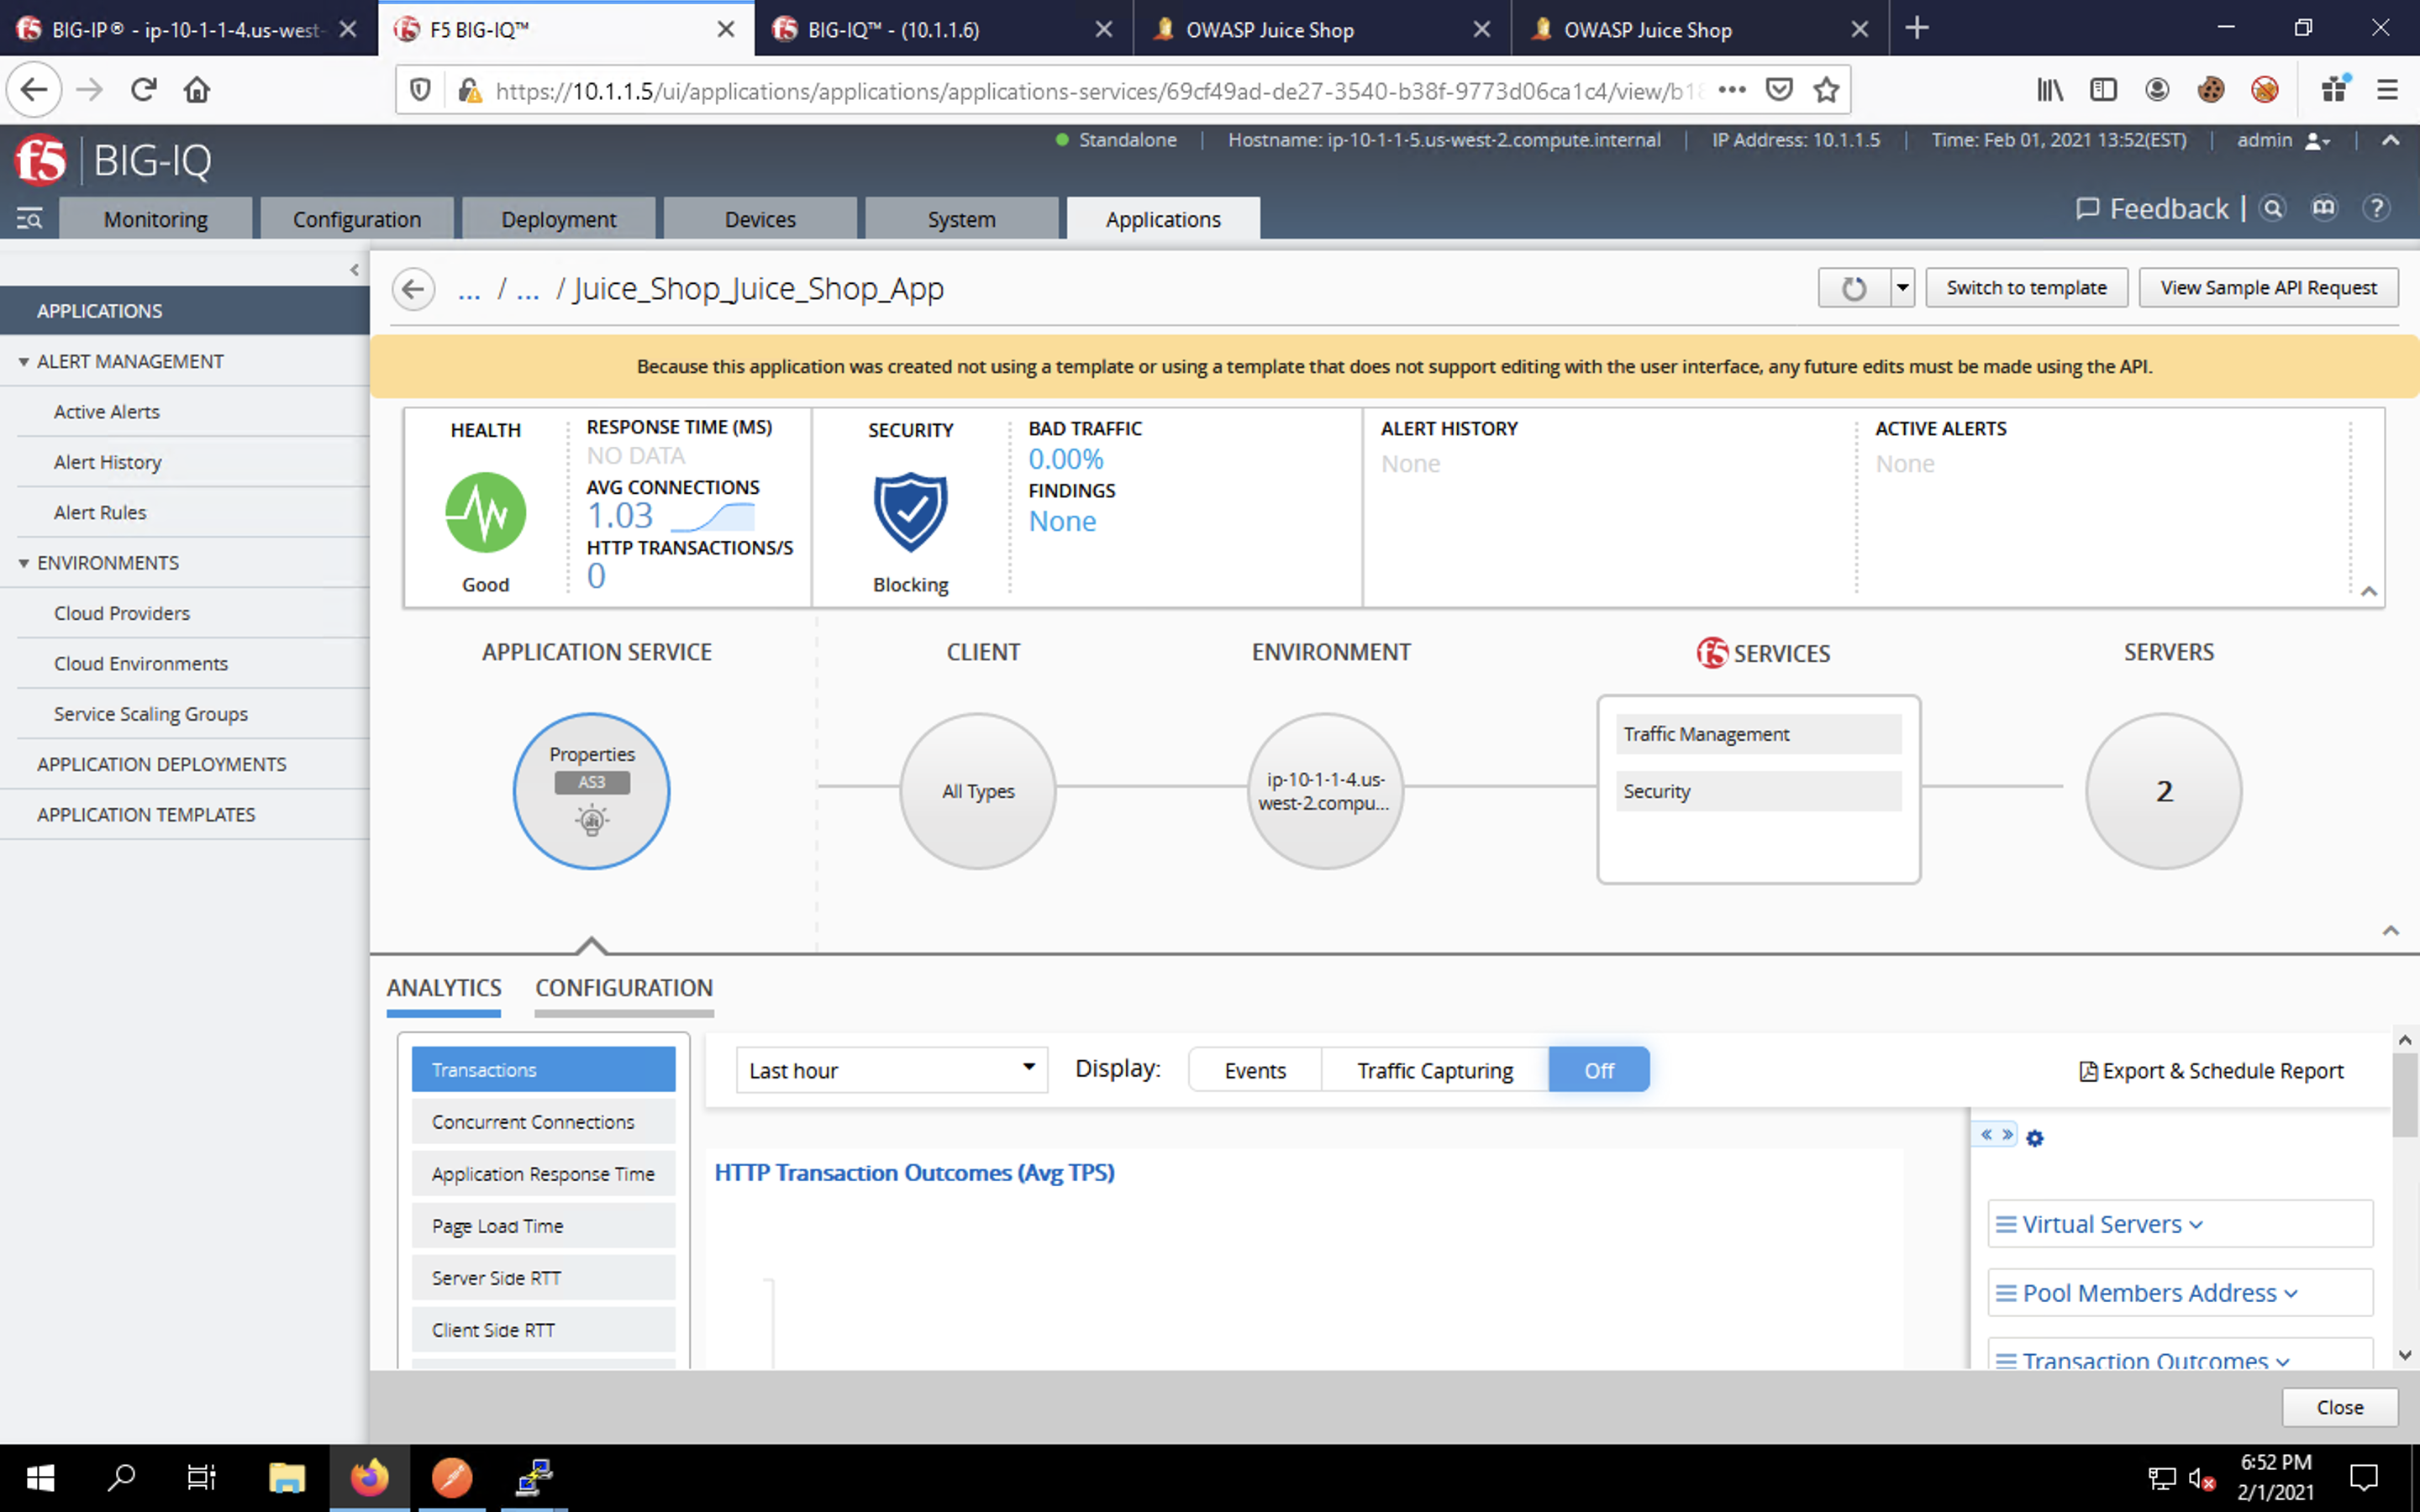 BIG-IP® - ip-10-1-1-4.us-west-
F5 BIG-IQ™
BIG-IQ™ - (10.1.1.6)
OWASP Juice Shop
OWASP Juice Shop
https://10.1.1.5/ui/applications/applications/applications-services/69cf49ad-de27-3540-b38f-9773d06ca1c4/view/b18
f5 BIG-IQ
Standalone
Hostname: ip-10-1-1-5.us-west-2.compute.internal
IP Address: 10.1.1.5
Time: Feb 01, 2021 13:52(EST)
admin
Monitoring
Configuration
Deployment
Devices
System
Applications
Feedback
APPLICATIONS
ALERT MANAGEMENT
Active Alerts
Alert History
Alert Rules
ENVIRONMENTS
Cloud Providers
Cloud Environments
Service Scaling Groups
APPLICATION DEPLOYMENTS
APPLICATION TEMPLATES
... / ... / Juice_Shop_Juice_Shop_App
Switch to template
View Sample API Request
Because this application was created not using a template or using a template that does not support editing with the user interface, any future edits must be made using the API.
HEALTH
Good
RESPONSE TIME (MS)
NO DATA
AVG CONNECTIONS
1.03
HTTP TRANSACTIONS/S
0
SECURITY
Blocking
BAD TRAFFIC
0.00%
FINDINGS
None
ALERT HISTORY
None
ACTIVE ALERTS
None
APPLICATION SERVICE
CLIENT
ENVIRONMENT
f5 SERVICES
SERVERS
Properties
AS3
All Types
ip-10-1-1-4.us-
west-2.compu...
Traffic Management
Security
2
ANALYTICS
CONFIGURATION
Transactions
Concurrent Connections
Application Response Time
Page Load Time
Server Side RTT
Client Side RTT
Last hour
Display:
Events
Traffic Capturing
Off
Export & Schedule Report
HTTP Transaction Outcomes (Avg TPS)
Virtual Servers
Pool Members Address
Transaction Outcomes
Close
6:52 PM
2/1/2021